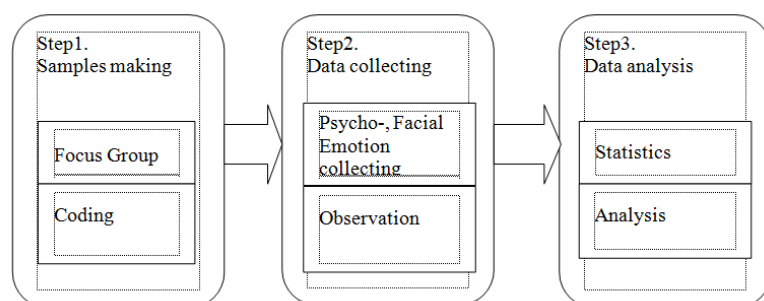 Step1.
Samples making
Focus Group
Coding
Step2.
Data collecting
Psycho-, Facial
Emotion
collecting
Observation
Step3.
Data analysis
Statistics
Analysis